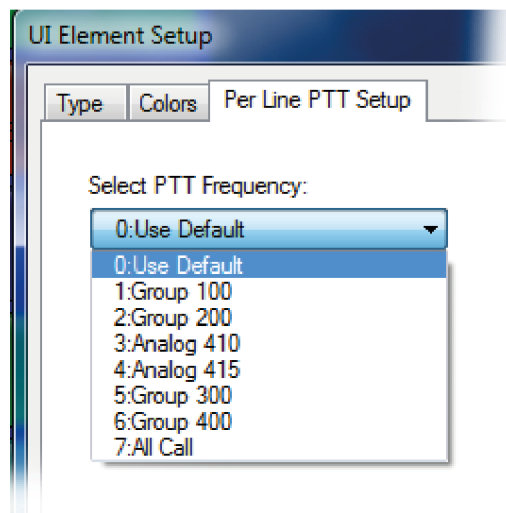 UI Element Setup
Type Colors Per Line PTT Setup
Select PTT Frequency:
0:Use Default
0:Use Default
1:Group 100
2:Group 200
3:Analog 410
4:Analog 415
5:Group 300
6:Group 400
7:All Call